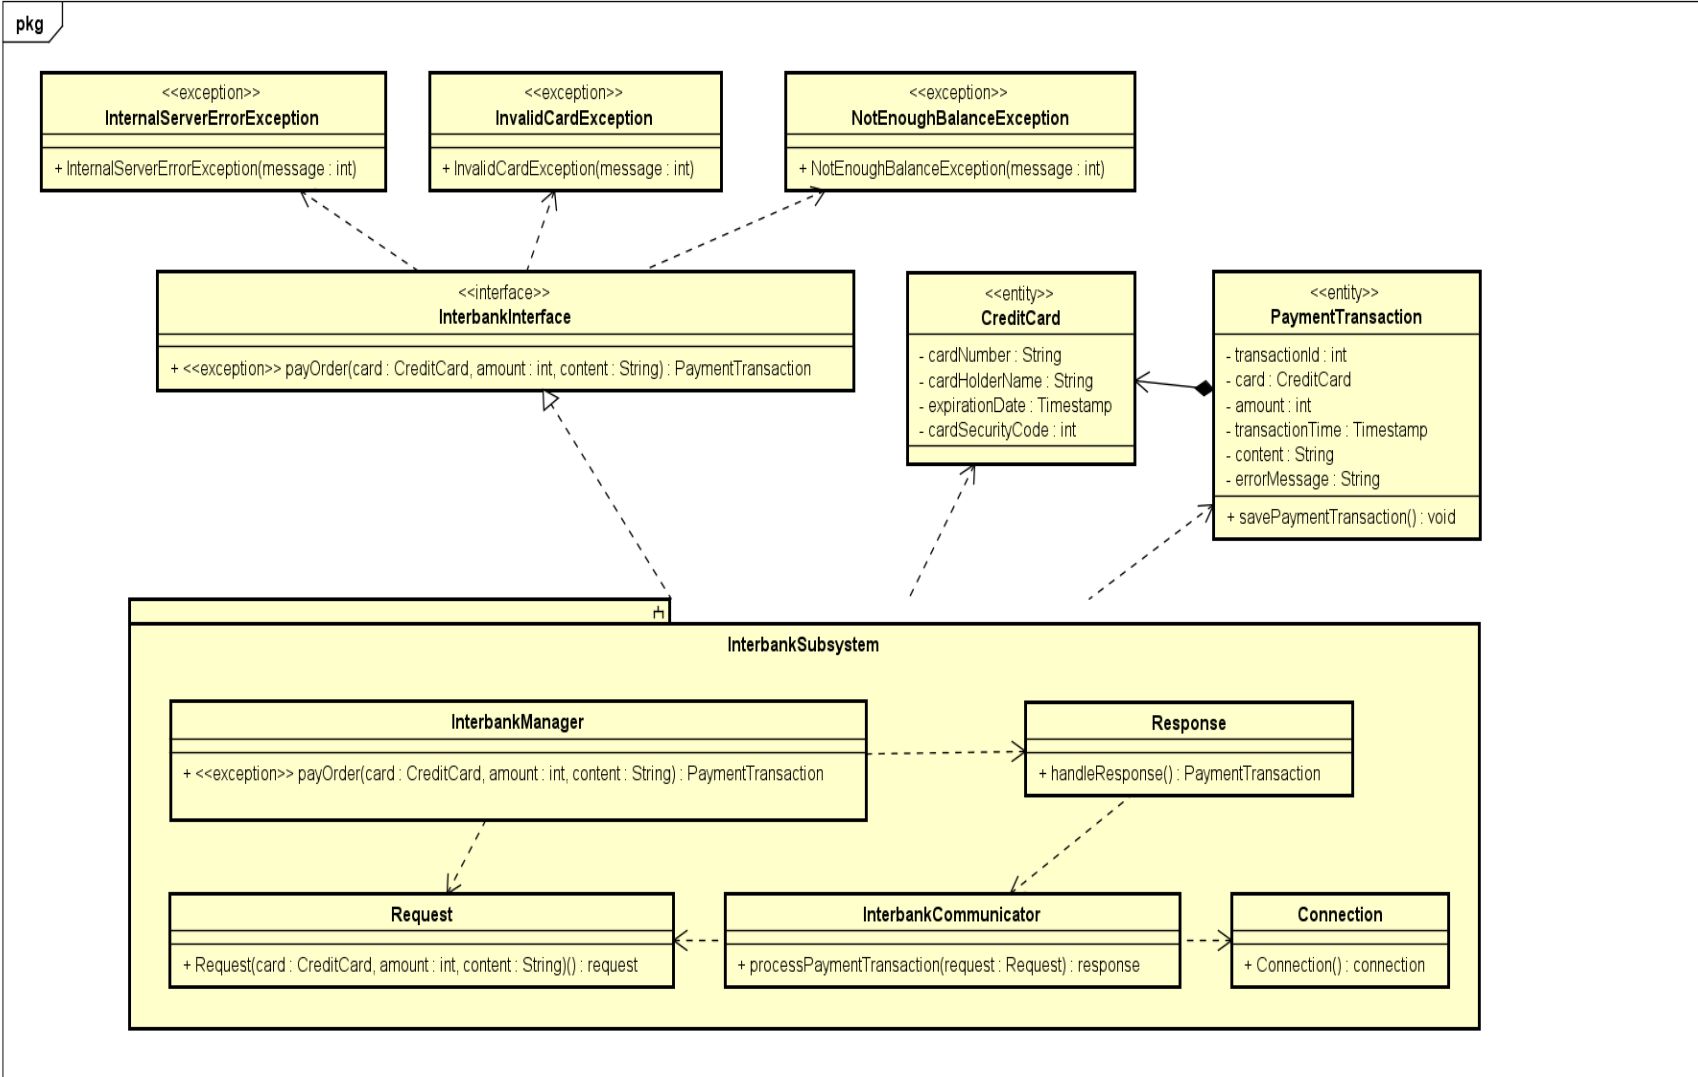 pkg
<<exception>>
InternalServerErrorException
+ InternalServerErrorException(message : int)
<<exception>>
InvalidCardException
+ InvalidCardException(message : int)
<<exception>>
NotEnoughBalanceException
+ NotEnoughBalanceException(message : int)
<<interface>>
InterbankInterface
+ <<exception>> payOrder(card : CreditCard, amount : int, content : String) : PaymentTransaction
<<entity>>
CreditCard
- cardNumber : String
- cardHolderName : String
- expirationDate : Timestamp
- cardSecurityCode : int
<<entity>>
PaymentTransaction
- transactionId : int
- card : CreditCard
- amount : int
- transactionTime : Timestamp
- content : String
- errorMessage : String
+ savePaymentTransaction() : void
InterbankSubsystem
InterbankManager
+ <<exception>> payOrder(card : CreditCard, amount : int, content : String) : PaymentTransaction
Response
+ handleResponse() : PaymentTransaction
Request
+ Request(card : CreditCard, amount : int, content : String)() : request
InterbankCommunicator
+ processPaymentTransaction(request : Request) : response
Connection
+ Connection() : connection